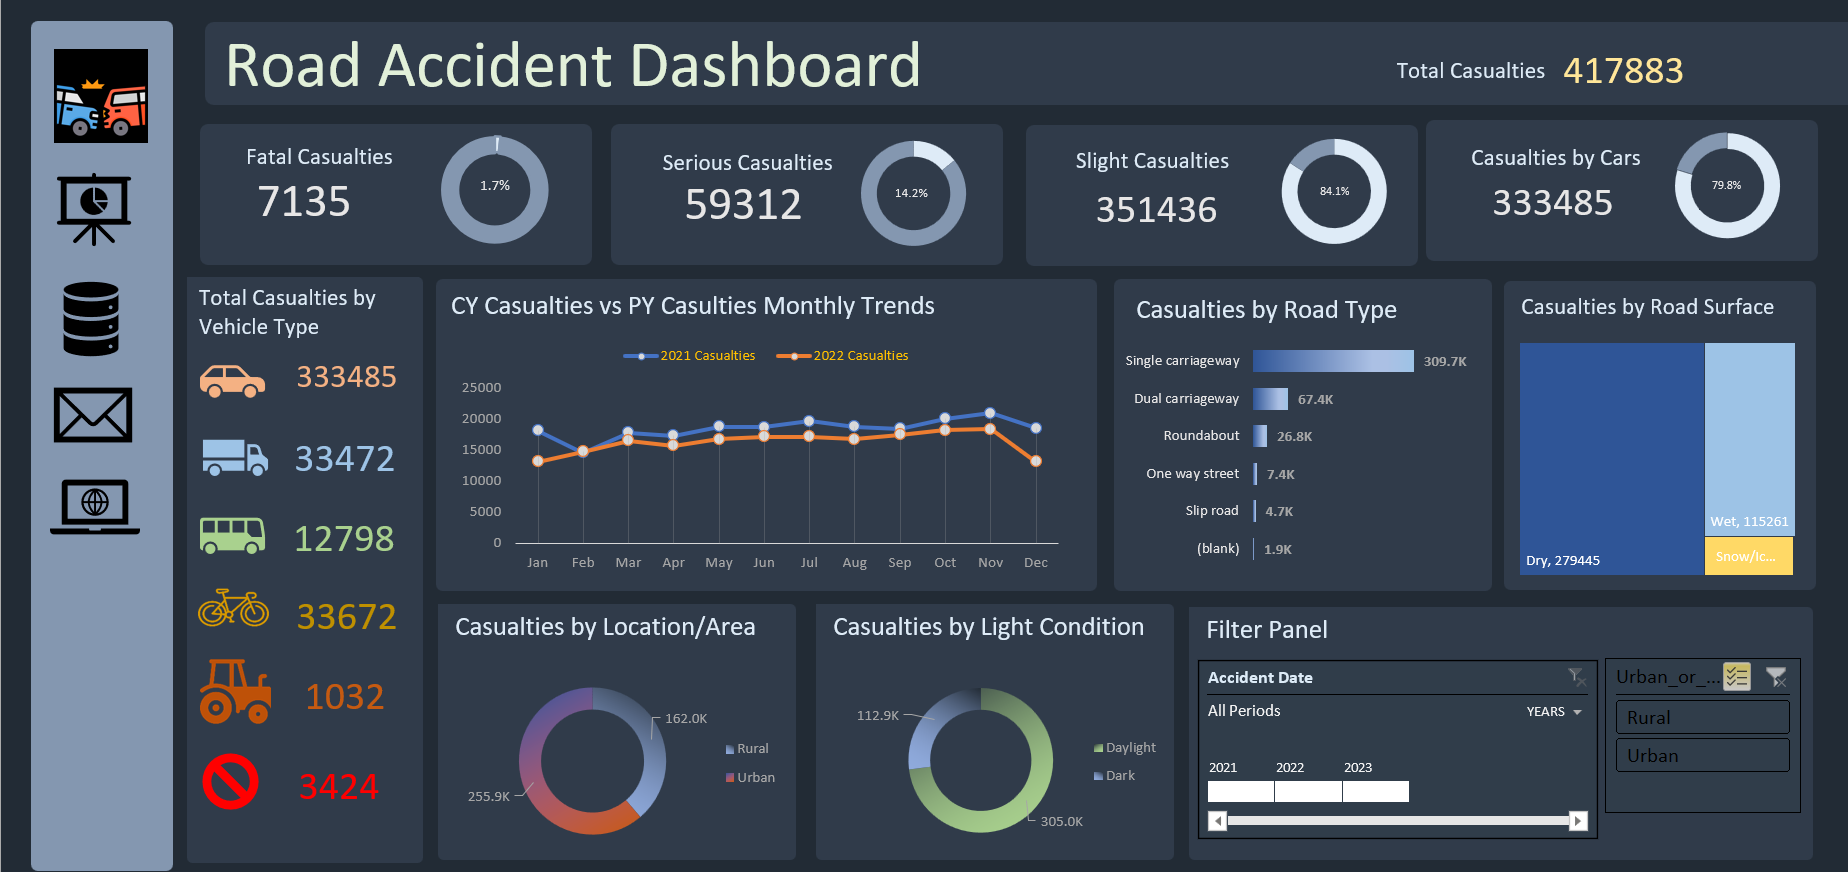 Road Accident Dashboard
Total Casualties 417883
Fatal Casualties
7135
1.7%
Serious Casualties
59312
14.2%
Slight Casualties
351436
84.1%
Casualties by Cars
333485
79.8%
Total Casualties by
Vehicle Type
333485
33472
12798
33672
1032
3424
CY Casualties vs PY Casulties Monthly Trends
2021 Casualties 2022 Casualties
25000
20000
15000
10000
5000
0
Jan Feb Mar Apr May Jun Jul Aug Sep Oct Nov Dec
Casualties by Road Type
Single carriageway 309.7K
Dual carriageway 67.4K
Roundabout 26.8K
One way street 7.4K
Slip road 4.7K
(blank) 1.9K
Casualties by Road Surface
Dry, 279445
Wet, 115261
Snow/Ic...
Casualties by Location/Area
162.0K
255.9K
Rural
Urban
Casualties by Light Condition
112.9K
305.0K
Daylight
Dark
Filter Panel
Accident Date
All Periods YEARS
2021 2022 2023
Urban_or_...
Rural
Urban